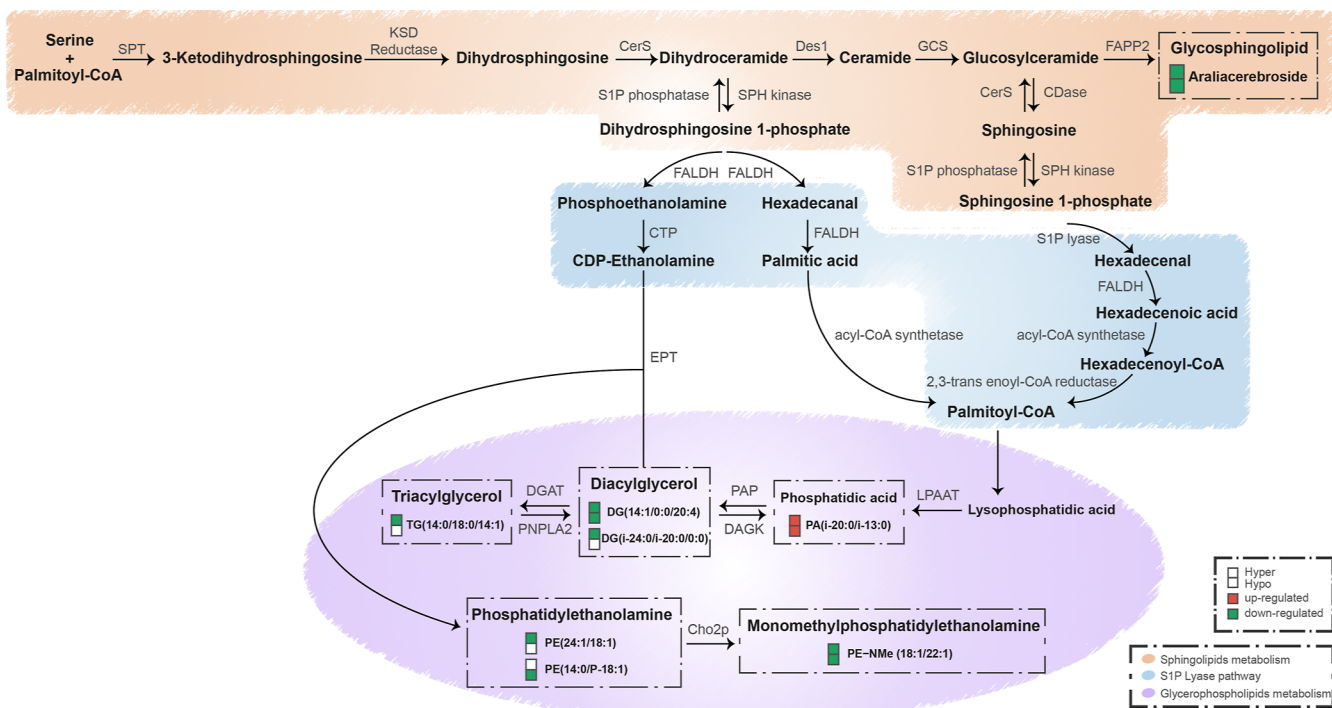 Serine
+
Palmitoyl-CoA
SPT
3-Ketodihydrosphingosine
KSD
Reductase
Dihydrosphingosine
CerS
Dihydroceramide
Des1
Ceramide
GCS
Glucosylceramide
FAPP2
Glycosphingolipid
Araliacerebroside
S1P phosphatase
SPH kinase
CerS
CDase
Dihydrosphingosine 1-phosphate
Sphingosine
FALDH FALDH
S1P phosphatase
SPH kinase
Phosphoethanolamine
Hexadecanal
Sphingosine 1-phosphate
CTP
FALDH
S1P lyase
CDP-Ethanolamine
Palmitic acid
Hexadecenal
FALDH
Hexadecenoic acid
acyl-CoA synthetase
acyl-CoA synthetase
EPT
Hexadecenoyl-CoA
2,3-trans enoyl-CoA reductase
Palmitoyl-CoA
Triacylglycerol
TG(14:0/18:0/14:1)
DGAT
PNPLA2
Diacylglycerol
DG(14:1/0:0/20:4)
DG(i-24:0/i-20:0/0:0)
PAP
DAGK
Phosphatidic acid
PA(i-20:0/i-13:0)
LPAAT
Lysophosphatidic acid
Phosphatidylethanolamine
PE(24:1/18:1)
PE(14:0/P-18:1)
Cho2p
Monomethylphosphatidylethanolamine
PE−NMe (18:1/22:1)
Hyper
Hypo
up-regulated
down-regulated
Sphingolipids metabolism
S1P Lyase pathway
Glycerophospholipids metabolism